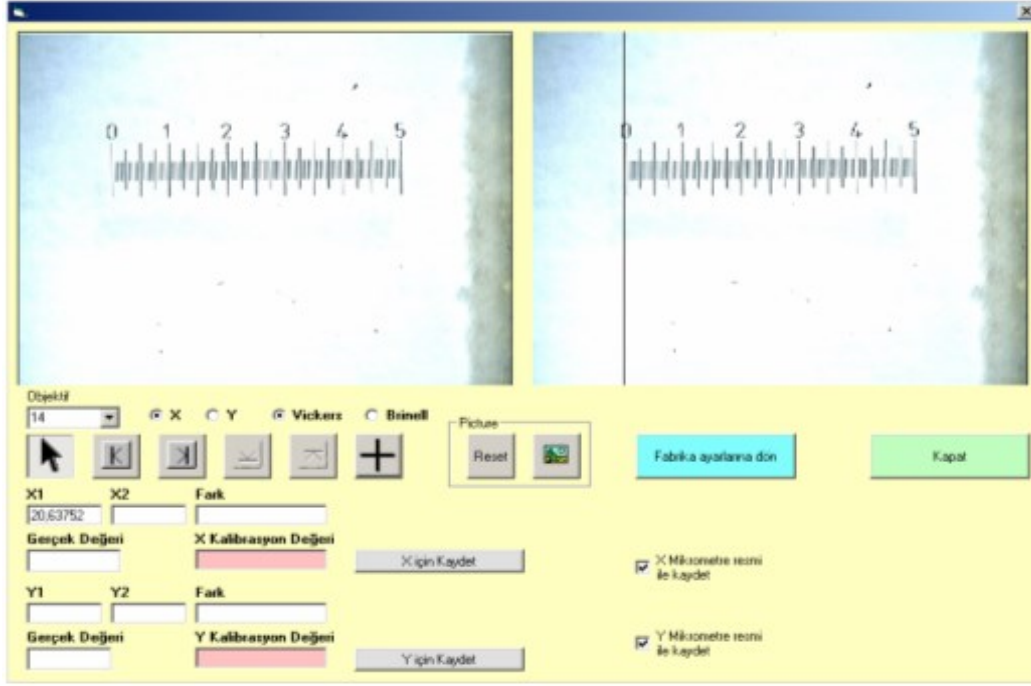 0 1 2 3 4 5
0 1 2 3 4 5
Objektif
14
X Y Vickers Brinell
Picture
Reset
Fabrika ayarlarına dön
Kapat
X1 X2 Fark
20,63752
Gerçek Değeri X Kalibrasyon Değeri
X için Kaydet
X Mikrometre resmi
ile kaydet
Y1 Y2 Fark
Gerçek Değeri Y Kalibrasyon Değeri
Y için Kaydet
Y Mikrometre resmi
ile kaydet